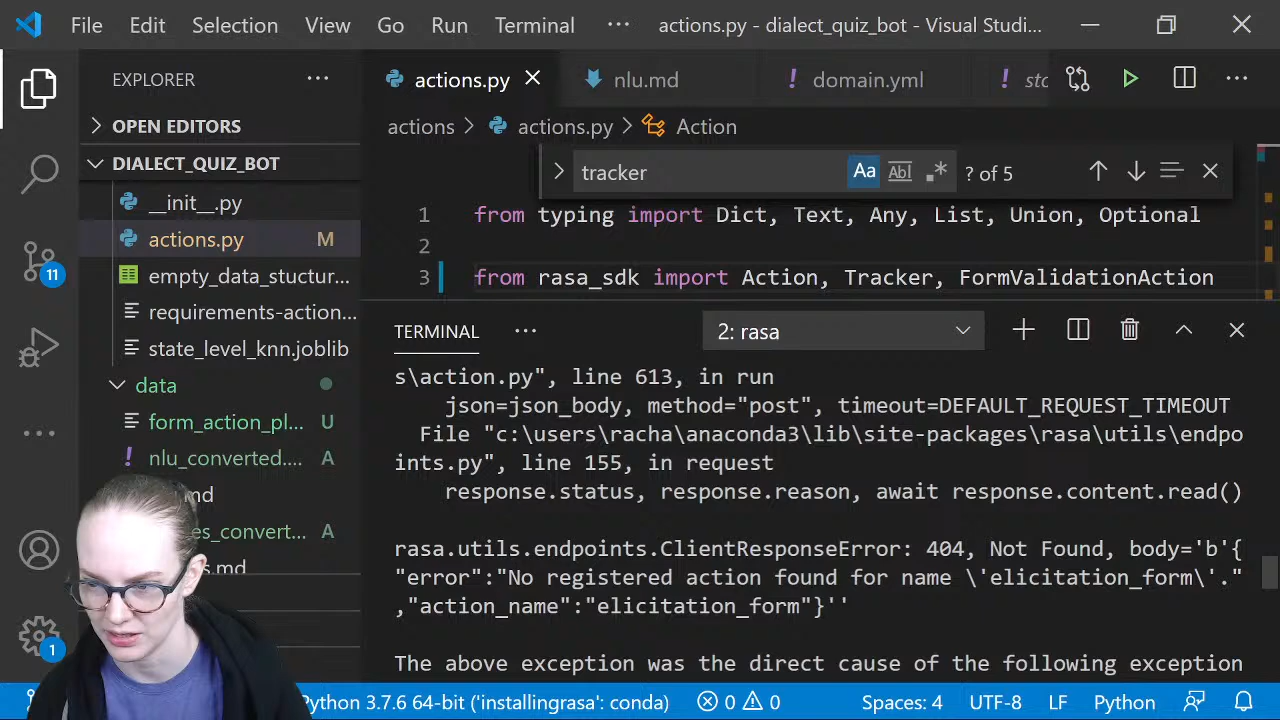 File Edit Selection View Go Run Terminal ··· actions.py - dialect_quiz_bot - Visual Studi...
EXPLORER ···
OPEN EDITORS
DIALECT_QUIZ_BOT
__init__.py
actions.py M
empty_data_stuctur...
requirements-action...
state_level_knn.joblib
data
form_action_pl... U
nlu_converted.... A
md
es_convert... A
s.md
11
1
actions.py nlu.md domain.yml sto
actions > actions.py > Action
tracker Aa Abl .* ? of 5
1 from typing import Dict, Text, Any, List, Union, Optional
2
3 from rasa_sdk import Action, Tracker, FormValidationAction
TERMINAL ··· 2: rasa
s\action.py", line 613, in run
json=json_body, method="post", timeout=DEFAULT_REQUEST_TIMEOUT
File "c:\users\racha\anaconda3\lib\site-packages\rasa\utils\endpo
ints.py", line 155, in request
response.status, response.reason, await response.content.read()
rasa.utils.endpoints.ClientResponseError: 404, Not Found, body='b'{
"error":"No registered action found for name \'elicitation_form\'."
,"action_name":"elicitation_form"}''
The above exception was the direct cause of the following exception
Python 3.7.6 64-bit ('installingrasa': conda) 0 0 Spaces: 4 UTF-8 LF Python